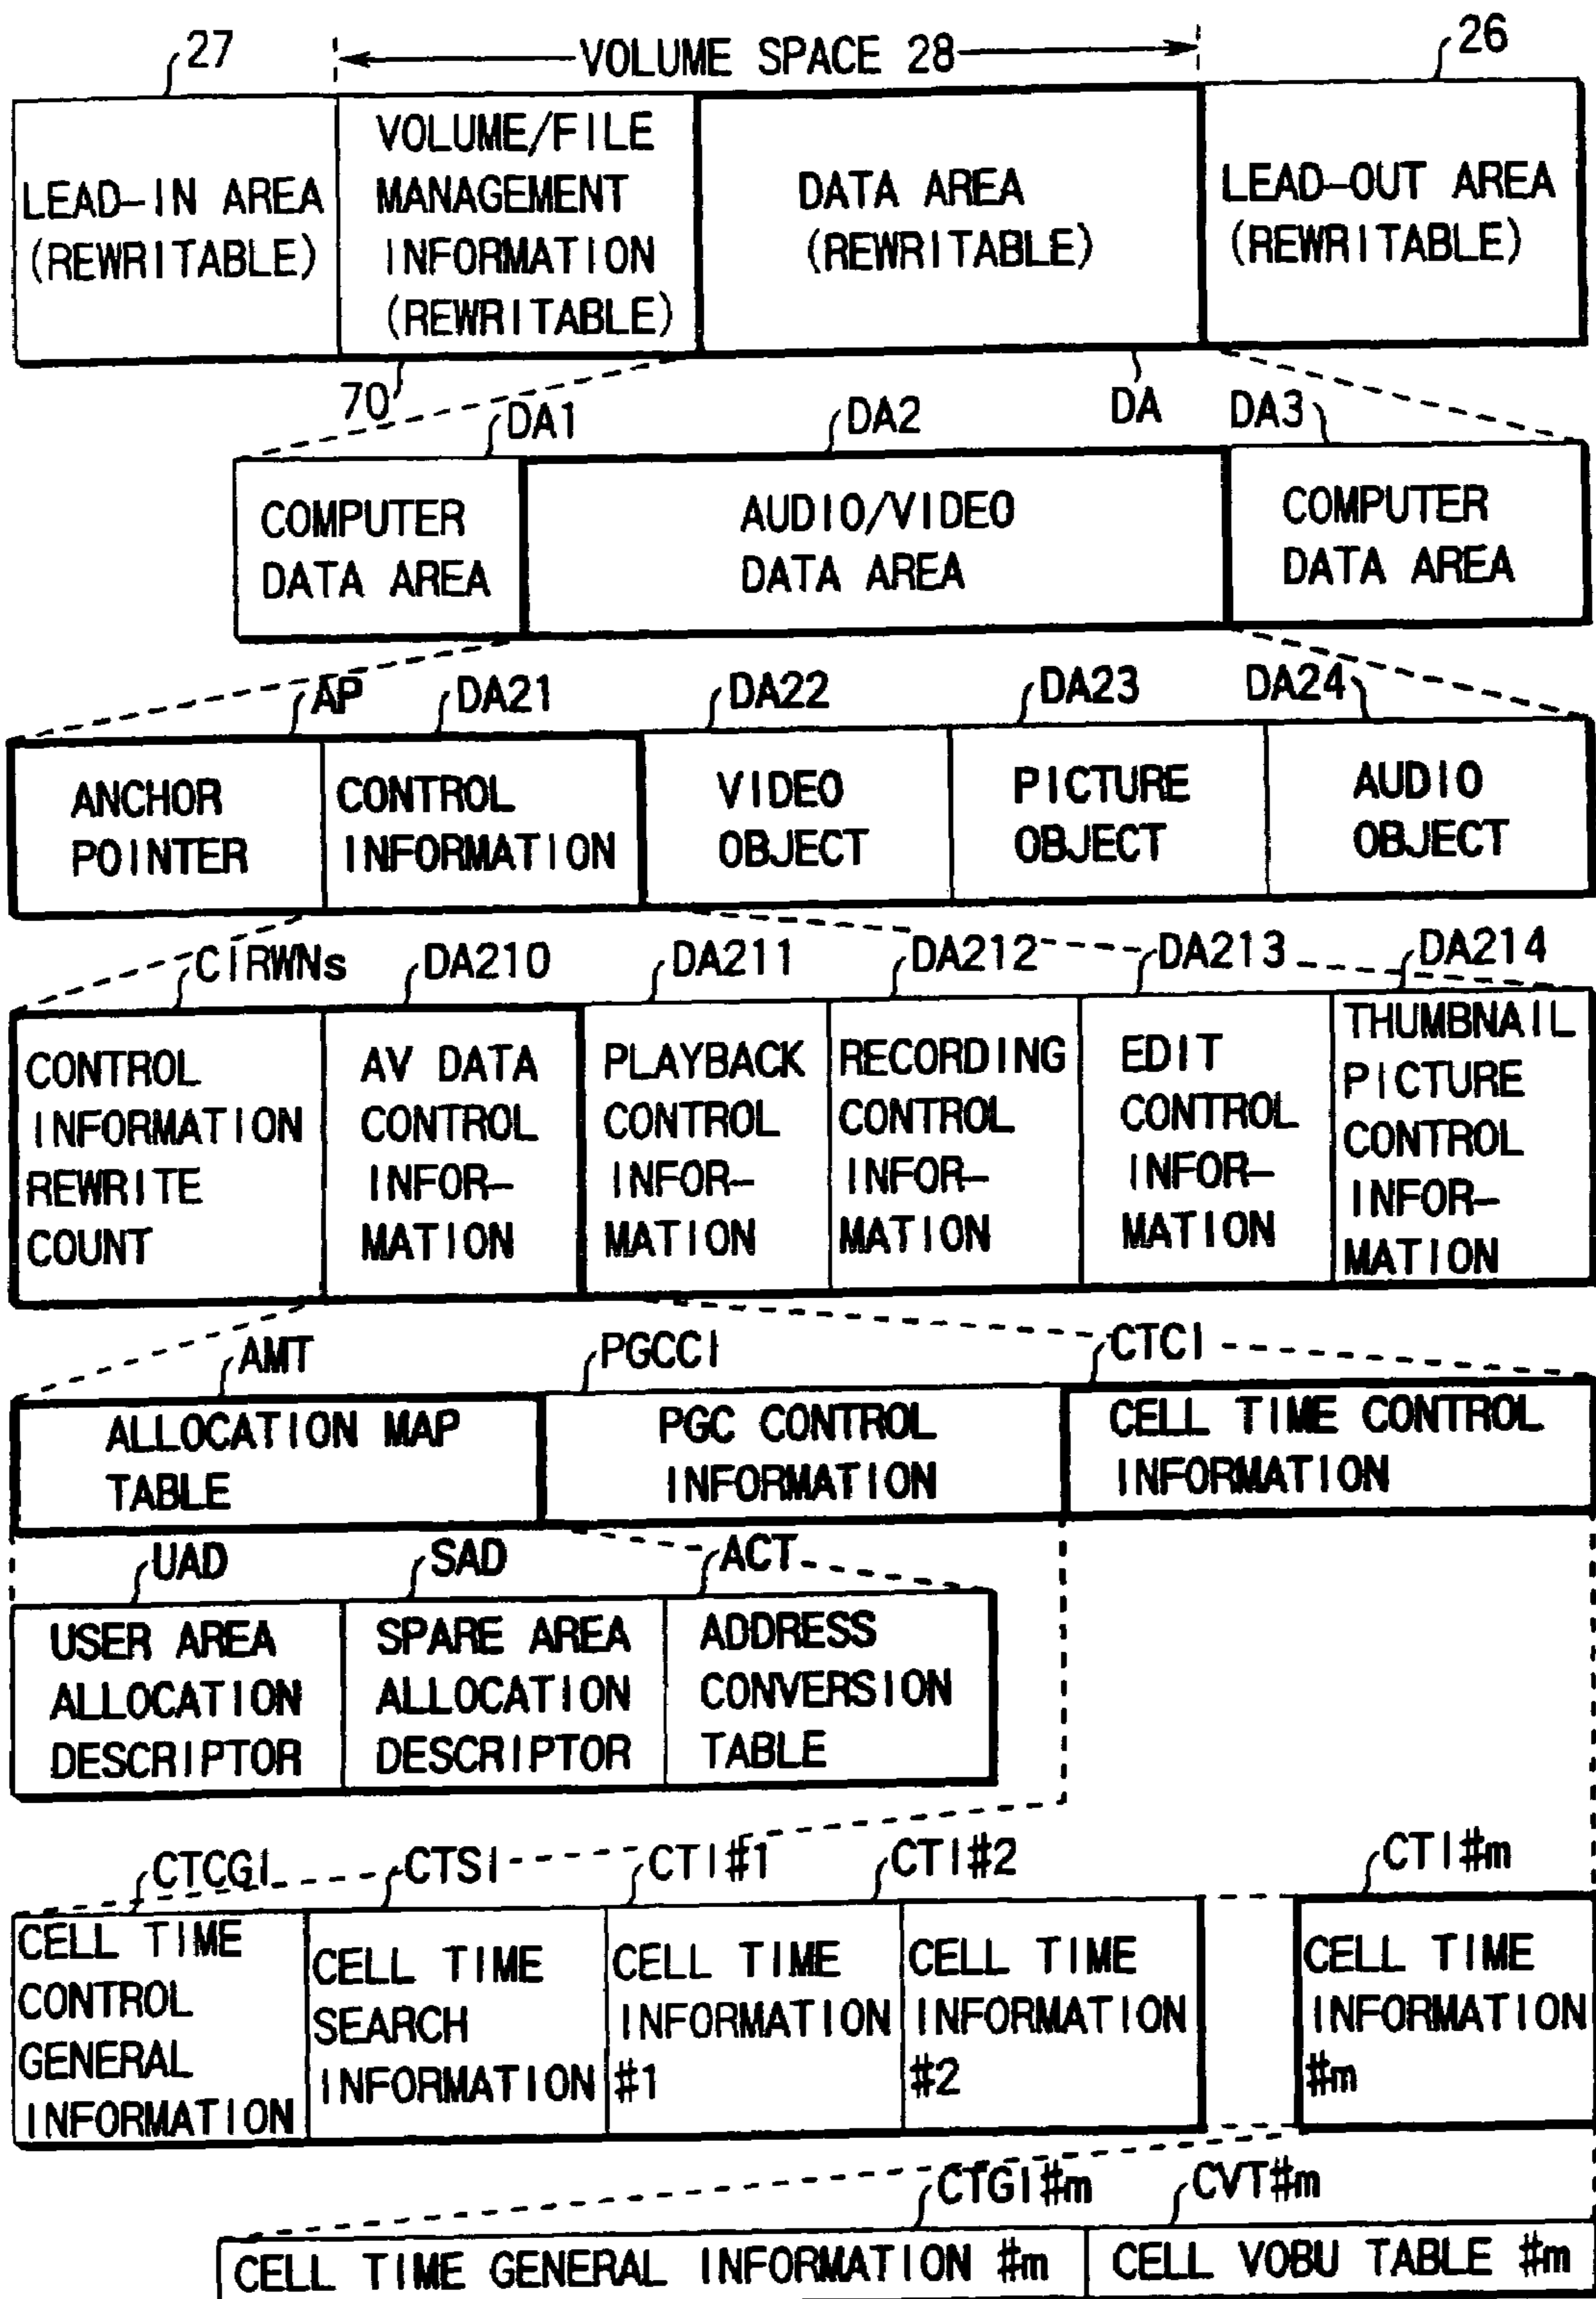 27
VOLUME SPACE 28
26
LEAD-IN AREA
(REWRITABLE)
VOLUME/FILE
MANAGEMENT
INFORMATION
(REWRITABLE)
DATA AREA
(REWRITABLE)
LEAD-OUT AREA
(REWRITABLE)
70
DA1
DA2
DA
DA3
COMPUTER
DATA AREA
AUDIO/VIDEO
DATA AREA
COMPUTER
DATA AREA
AP
DA21
DA22
DA23
DA24
ANCHOR
POINTER
CONTROL
INFORMATION
VIDEO
OBJECT
PICTURE
OBJECT
AUDIO
OBJECT
CIRWNs
DA210
DA211
DA212
DA213
DA214
CONTROL
INFORMATION
REWRITE
COUNT
AV DATA
CONTROL
INFOR-
MATION
PLAYBACK
CONTROL
INFOR-
MATION
RECORDING
CONTROL
INFOR-
MATION
EDIT
CONTROL
INFOR-
MATION
THUMBNAIL
PICTURE
CONTROL
INFOR-
MATION
AMT
PGCCI
CTCI
ALLOCATION MAP
TABLE
PGC CONTROL
INFORMATION
CELL TIME CONTROL
INFORMATION
UAD
SAD
ACT
USER AREA
ALLOCATION
DESCRIPTOR
SPARE AREA
ALLOCATION
DESCRIPTOR
ADDRESS
CONVERSION
TABLE
CTCGI
CTSI
CTI#1
CTI#2
CTI#m
CELL TIME
CONTROL
GENERAL
INFORMATION
CELL TIME
SEARCH
INFORMATION
CELL TIME
INFORMATION
#1
CELL TIME
INFORMATION
#2
CELL TIME
INFORMATION
#m
CTGI#m
CVT#m
CELL TIME GENERAL INFORMATION #m
CELL VOBU TABLE #m